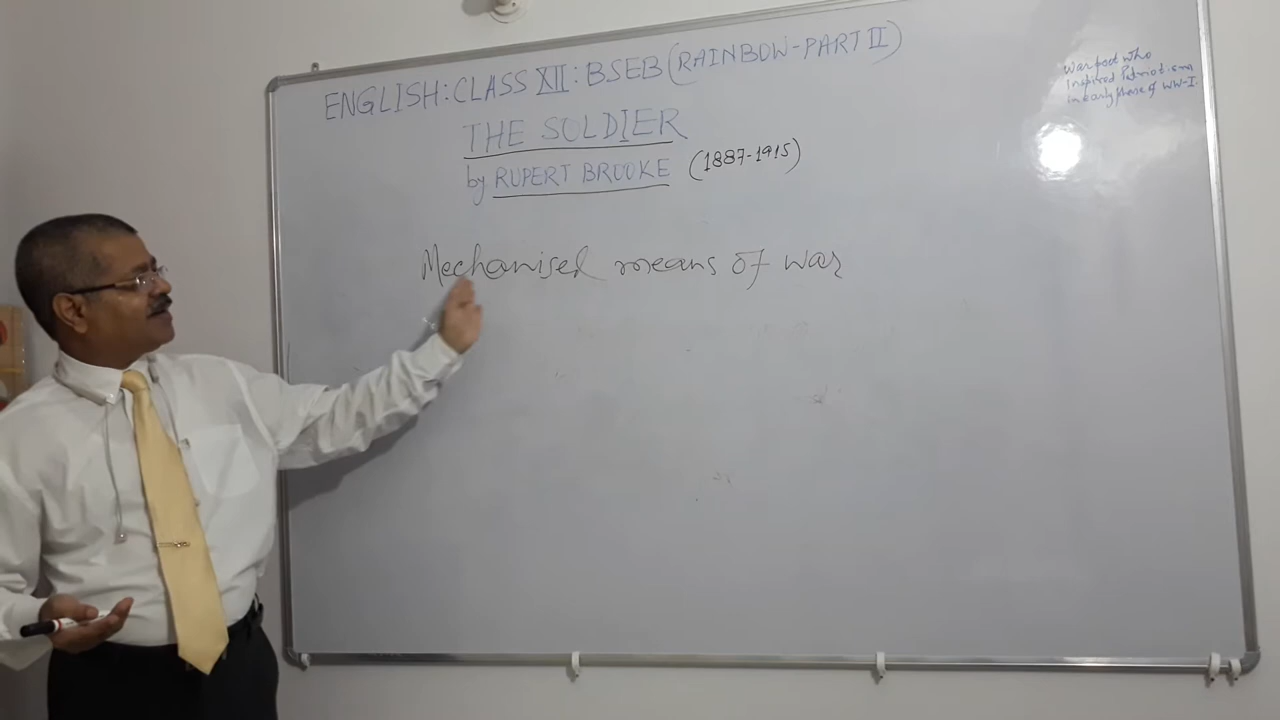 ENGLISH: CLASS XII: BSEB (RAINBOW-PART II)
THE SOLDIER
by RUPERT BROOKE (1887-1915)
Mechanised means of war
War poet who
Inspired Patriotism
in early phase of WW-I.